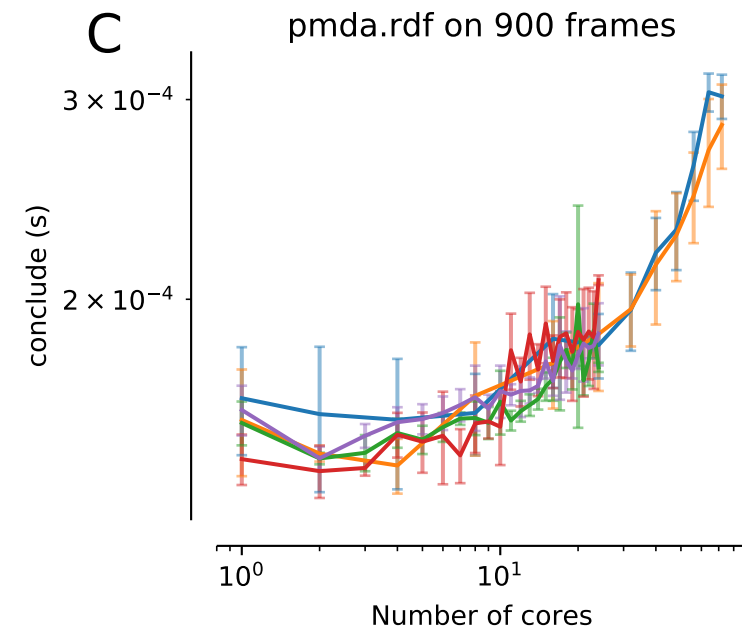 C
pmda.rdf on 900 frames
3 × 10⁻⁴
2 × 10⁻⁴
conclude (s)
10⁰ 10¹
Number of cores